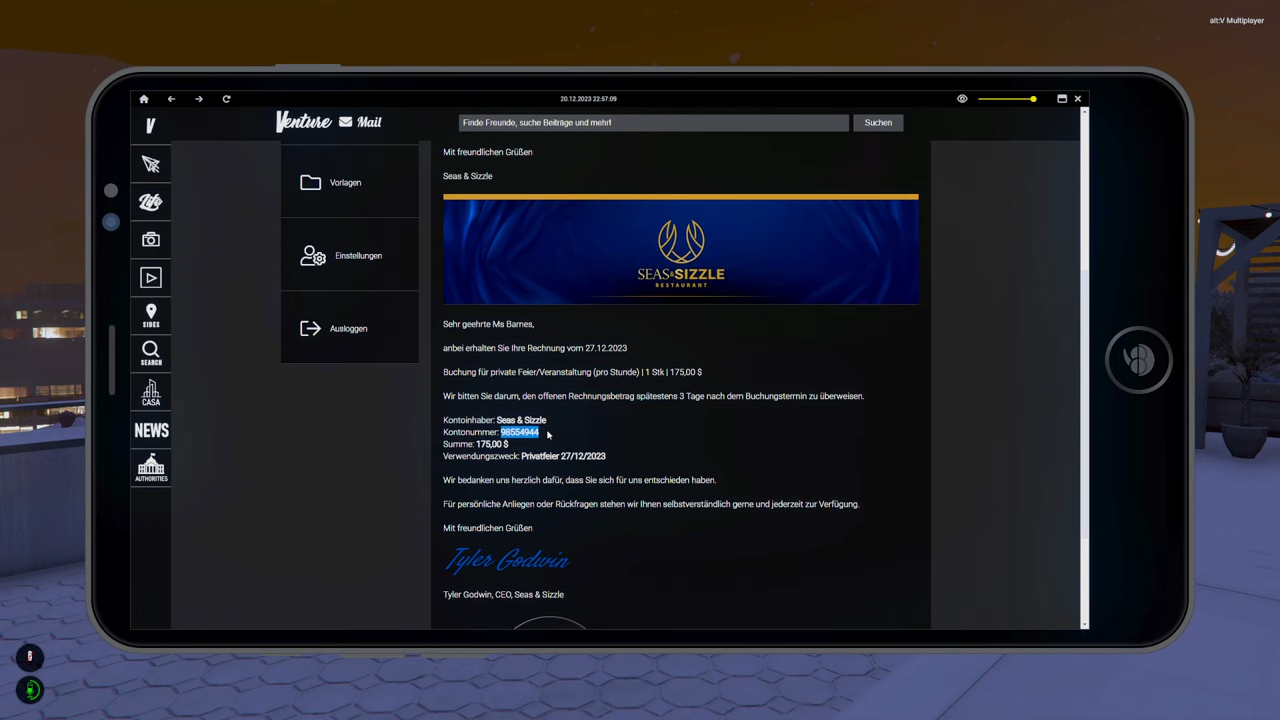 alt:V Multiplayer
20.12.2023 22:57:09
V
Venture Mail
Finde Freunde, suche Beiträge und mehr!
Suchen
Life
SIDES
SEARCH
CASA
NEWS
AUTHORITIES
Vorlagen
Einstellungen
Ausloggen
Mit freundlichen Grüßen
Seas & Sizzle
SEAS&SIZZLE
RESTAURANT
Sehr geehrte Ms Barnes,
anbei erhalten Sie Ihre Rechnung vom 27.12.2023
Buchung für private Feier/Veranstaltung (pro Stunde) | 1 Stk | 175,00 $
Wir bitten Sie darum, den offenen Rechnungsbetrag spätestens 3 Tage nach dem Buchungstermin zu überweisen.
Kontoinhaber: Seas & Sizzle
Kontonummer: 98554944
Summe: 175,00 $
Verwendungszweck: Privatfeier 27/12/2023
Wir bedanken uns herzlich dafür, dass Sie sich für uns entschieden haben.
Für persönliche Anliegen oder Rückfragen stehen wir Ihnen selbstverständlich gerne und jederzeit zur Verfügung.
Mit freundlichen Grüßen
Tyler Godwin
Tyler Godwin, CEO, Seas & Sizzle